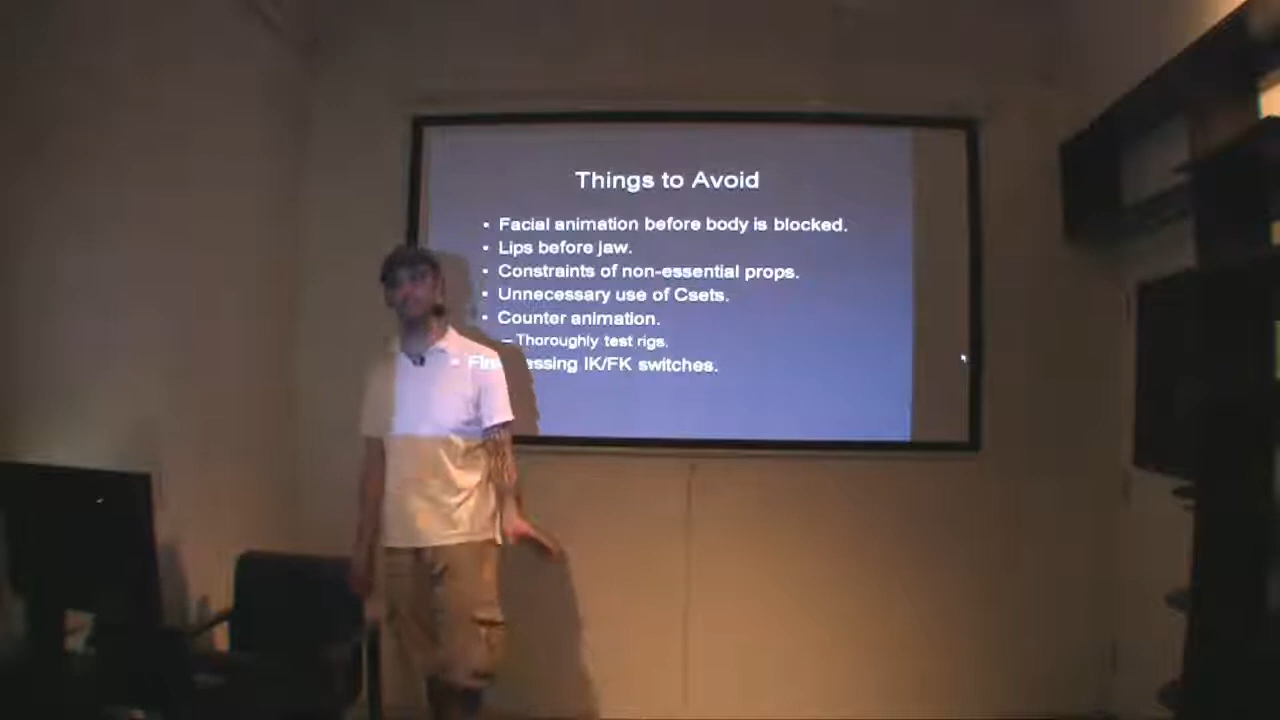 Things to Avoid
• Facial animation before body is blocked.
• Lips before jaw.
• Constraints of non-essential props.
• Unnecessary use of Csets.
• Counter animation.
– Thoroughly test rigs.
• IK/FK switches.